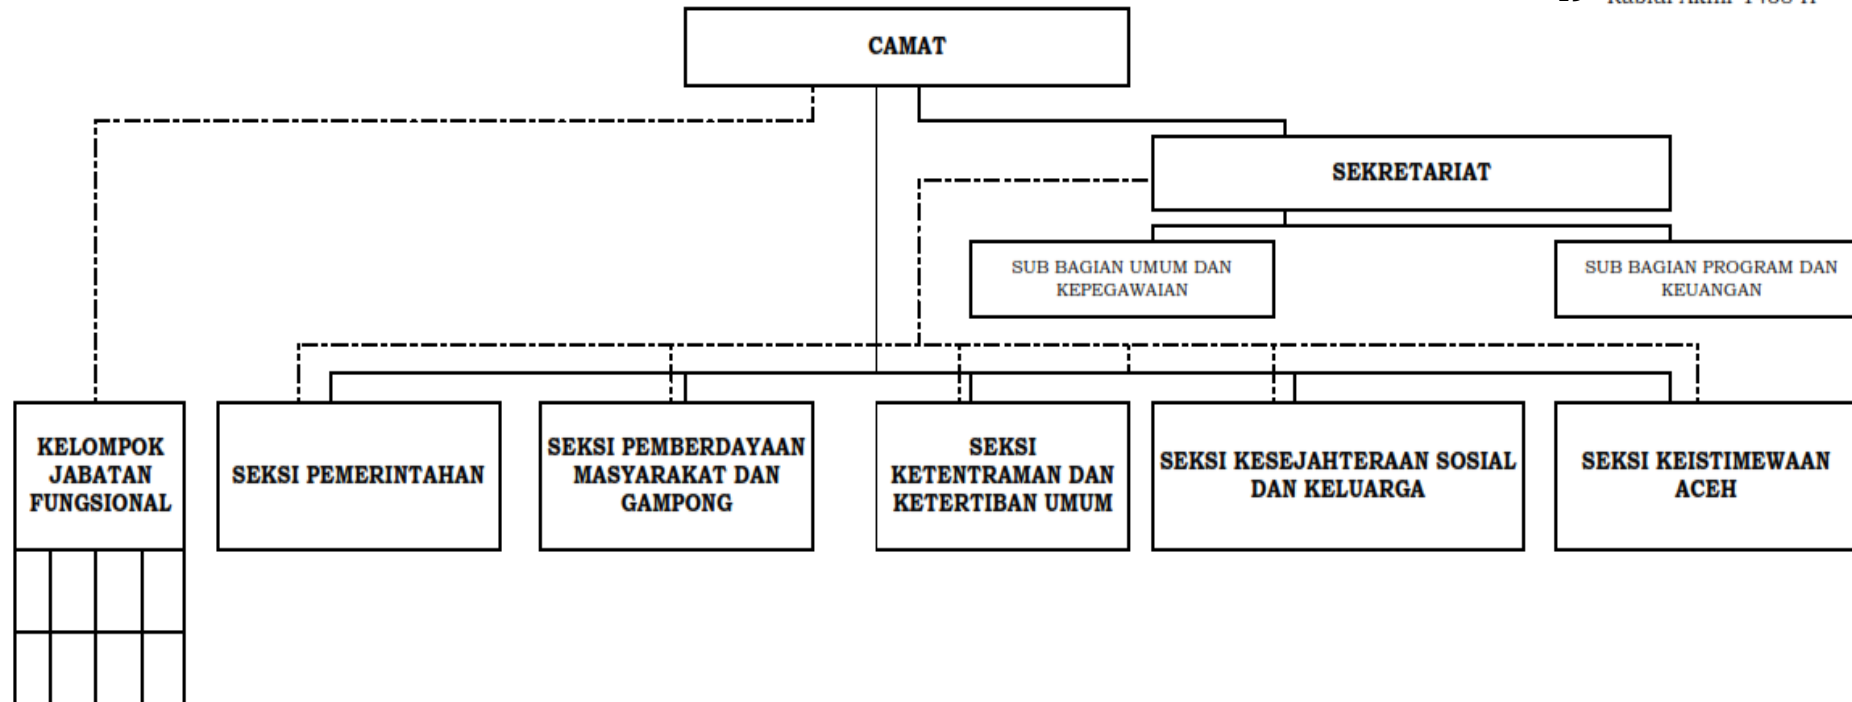 CAMAT
SEKRETARIAT
SUB BAGIAN UMUM DAN
KEPEGAWAIAN
SUB BAGIAN PROGRAM DAN
KEUANGAN
KELOMPOK
JABATAN
FUNGSIONAL
SEKSI PEMERINTAHAN
SEKSI PEMBERDAYAAN
MASYARAKAT DAN
GAMPONG
SEKSI
KETENTRAMAN DAN
KETERTIBAN UMUM
SEKSI KESEJAHTERAAN SOSIAL
DAN KELUARGA
SEKSI KEISTIMEWAAN
ACEH